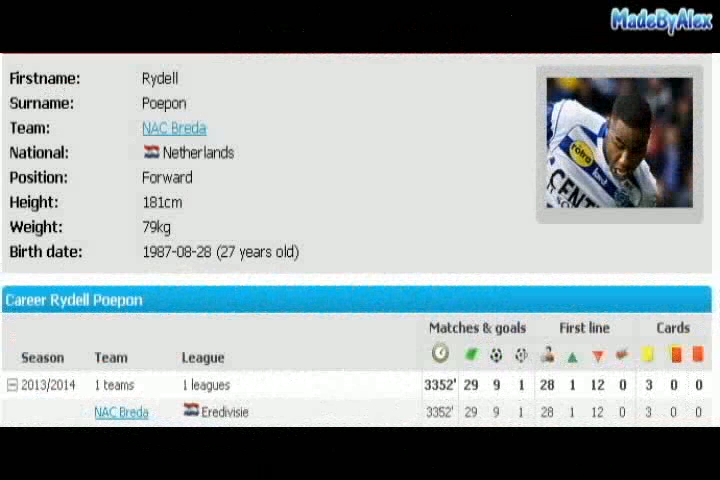 MadeByAlex
Firstname: Rydell
Surname: Poepon
Team: NAC Breda
National: Netherlands
Position: Forward
Height: 181cm
Weight: 79kg
Birth date: 1987-08-28 (27 years old)
rotra
CENT
Career Rydell Poepon
Matches & goals First line Cards
Season Team League
2013/2014 1 teams 1 leagues 3352' 29 9 1 28 1 12 0 3 0 0
NAC Breda Eredivisie 3352' 29 9 1 28 1 12 0 3 0 0